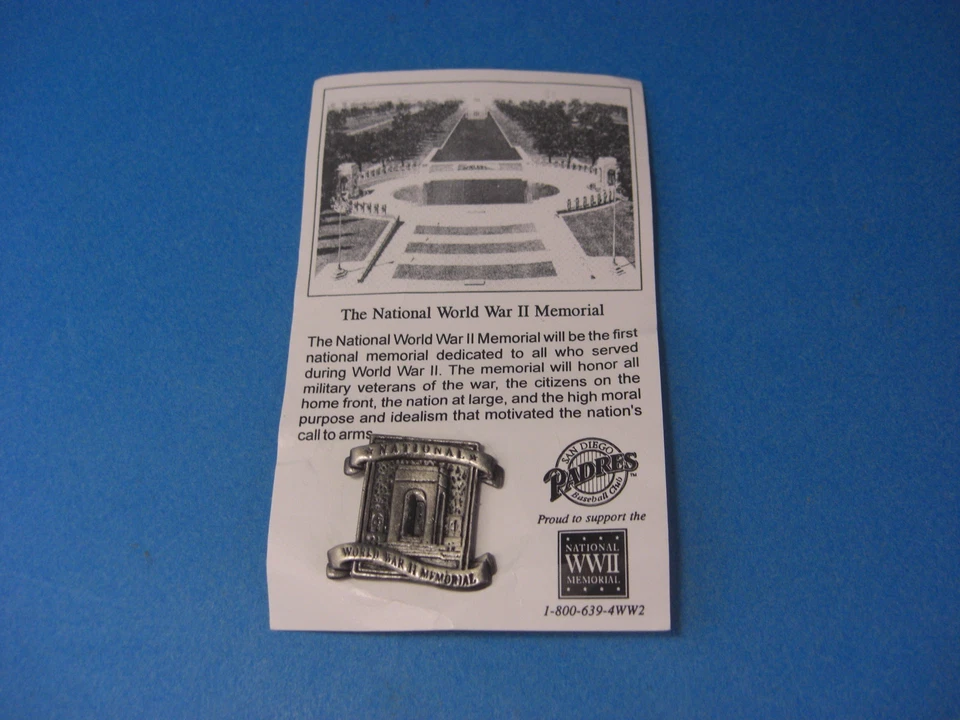 The National World War II Memorial
The National World War II Memorial will be the first
national memorial dedicated to all who served
during World War II. The memorial will honor all
military veterans of the war, the citizens on the
home front, the nation at large, and the high moral
purpose and idealism that motivated the nation's
call to arms
NATIONAL
WORLD WAR II MEMORIAL
SAN DIEGO
PADRES™
Baseball Club
Proud to support the
NATIONAL
WWII
MEMORIAL
1-800-639-4WW2